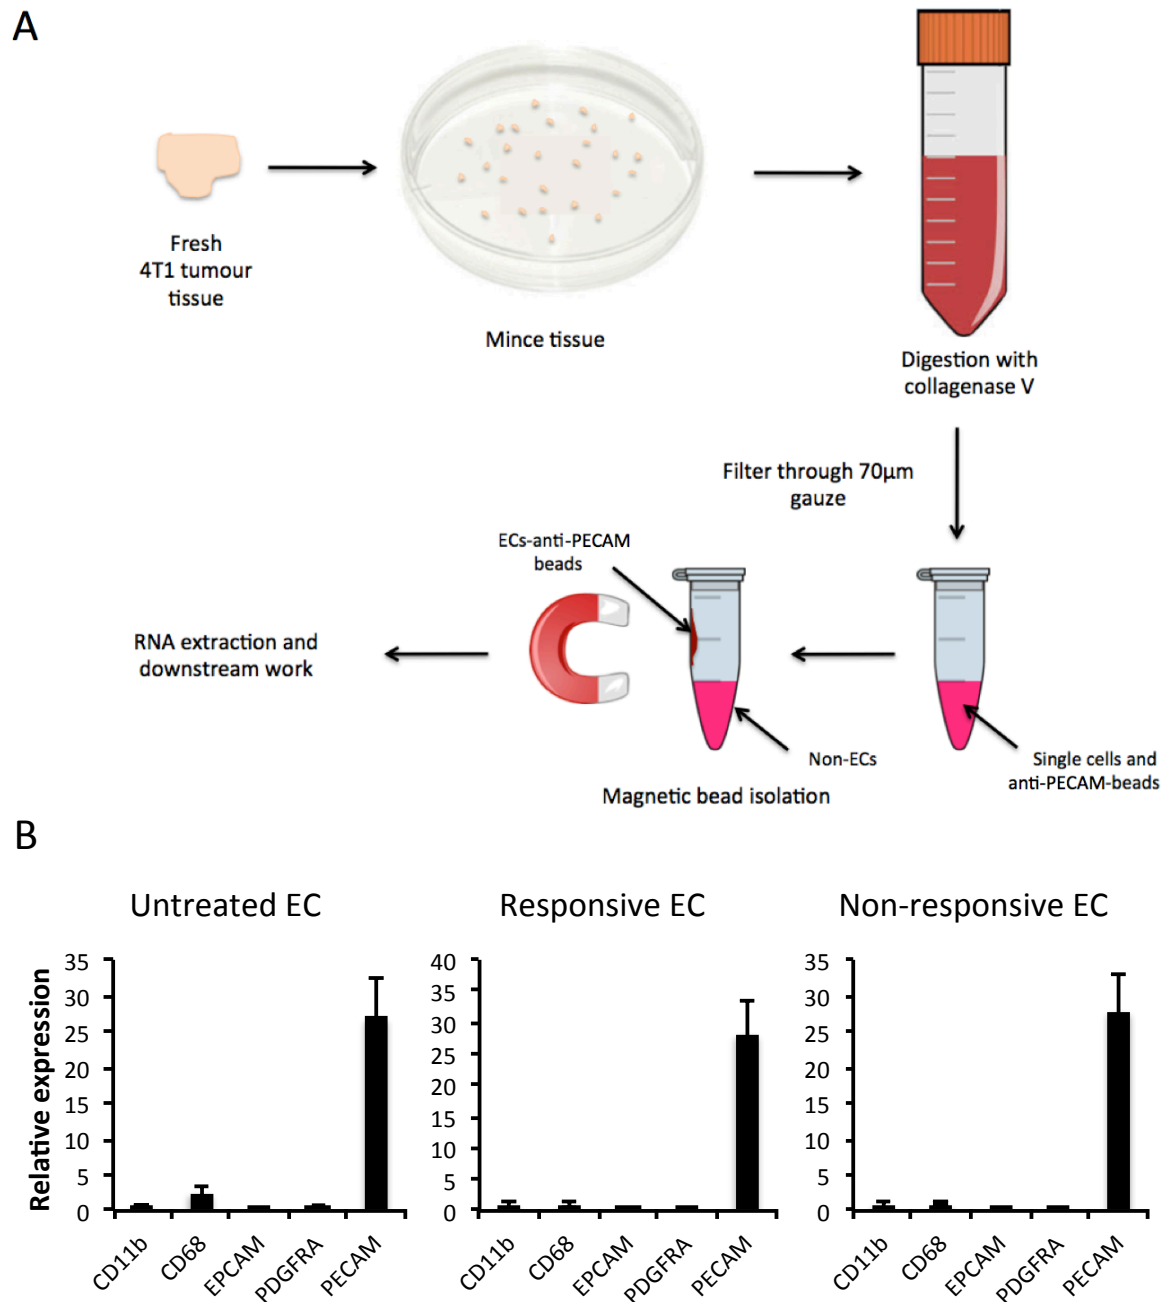 A
Fresh
4T1 tumour
tissue
Mince tissue
Digestion with
collagenase V
Filter through 70μm
gauze
ECs-anti-PECAM
beads
RNA extraction and
downstream work
Non-ECs
Single cells and
anti-PECAM-beads
Magnetic bead isolation
B
Untreated EC
Responsive EC
Non-responsive EC
Relative expression
35
30
25
20
15
10
5
0
CD11b
CD68
EPCAM
PDGFRA
PECAM
40
35
30
25
20
15
10
5
0
CD11b
CD68
EPCAM
PDGFRA
PECAM
35
30
25
20
15
10
5
0
CD11b
CD68
EPCAM
PDGFRA
PECAM